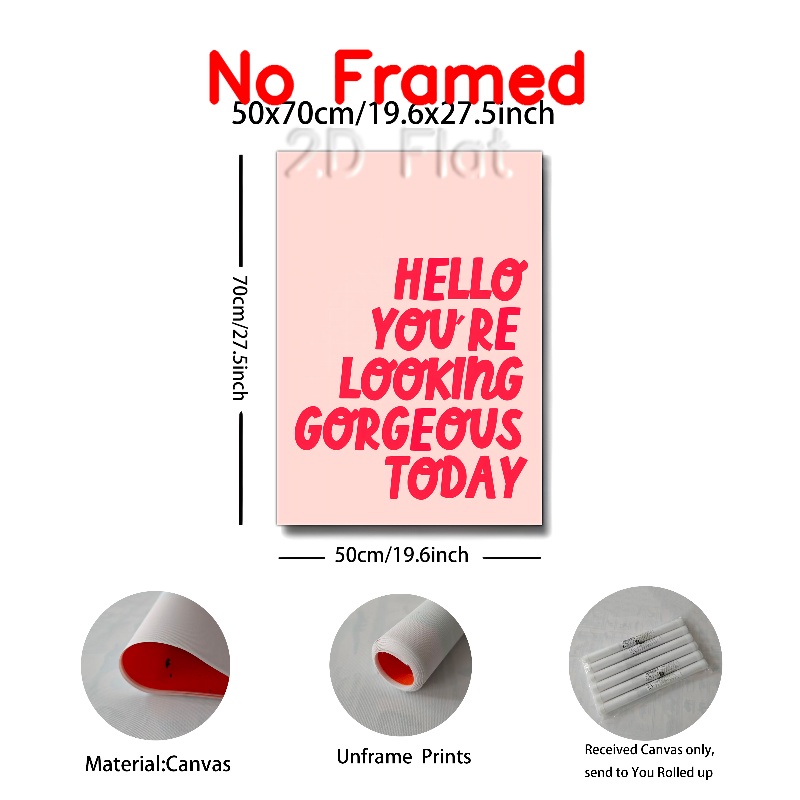 No Framed
50x70cm/19.6x27.5inch
2.D Flat
70cm/27.5inch
HELLO
YOU'RE
LOOKING
GORGEOUS
TODAY
50cm/19.6inch
Material:Canvas
Unframe Prints
Received Canvas only,
send to You Rolled up